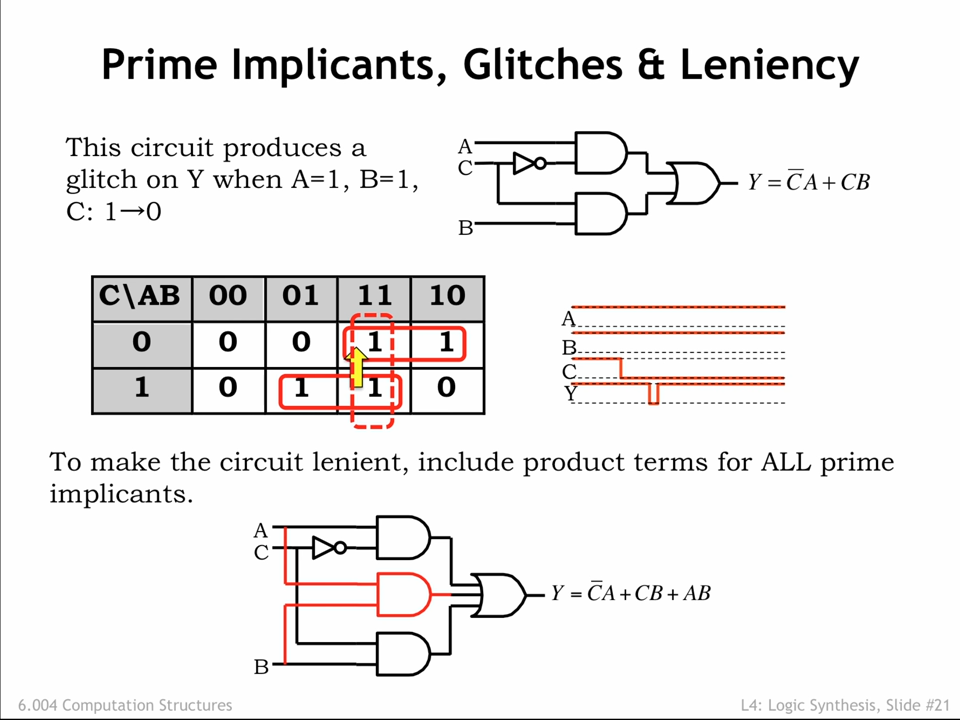 Prime Implicants, Glitches & Leniency
This circuit produces a
glitch on Y when A=1, B=1,
C: 1→0
A
C
B
Y = C̅A + CB
C\AB 00 01 11 10
0 0 0 1 1
1 0 1 1 0
A
B
C
Y
To make the circuit lenient, include product terms for ALL prime
implicants.
A
C
B
Y = C̅A + CB + AB
6.004 Computation Structures
L4: Logic Synthesis, Slide #21